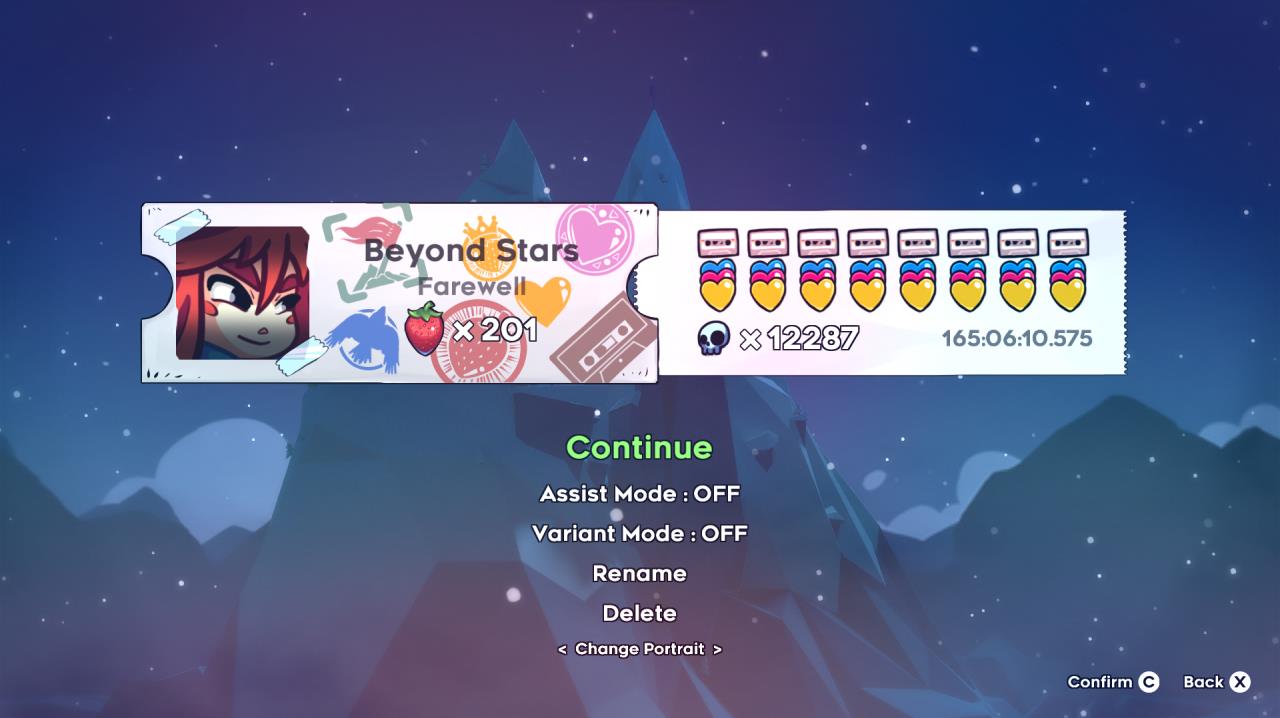 Beyond Stars
Farewell
× 201
× 12287
165:06:10.575
Continue
Assist Mode : OFF
Variant Mode : OFF
Rename
Delete
< Change Portrait >
Confirm C Back X